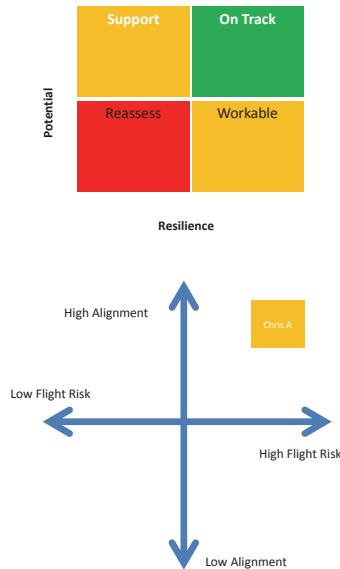 Support
On Track
Potential
Reassess
Workable
Resilience
High Alignment
Chris A
Low Flight Risk
High Flight Risk
Low Alignment